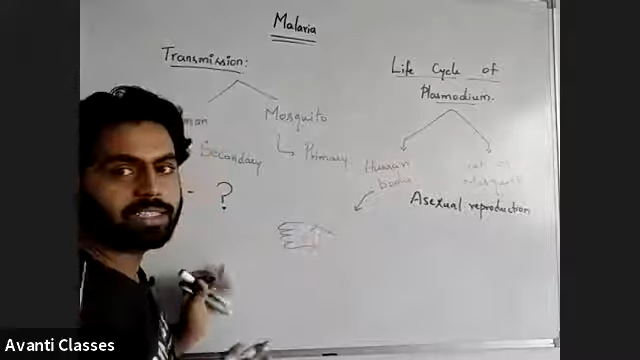 Malaria
Transmission:
Mosquito
Secondary
Primary
?
Life Cycle of
Plasmodium.
Human
body
Asexual reproduction
Avanti Classes